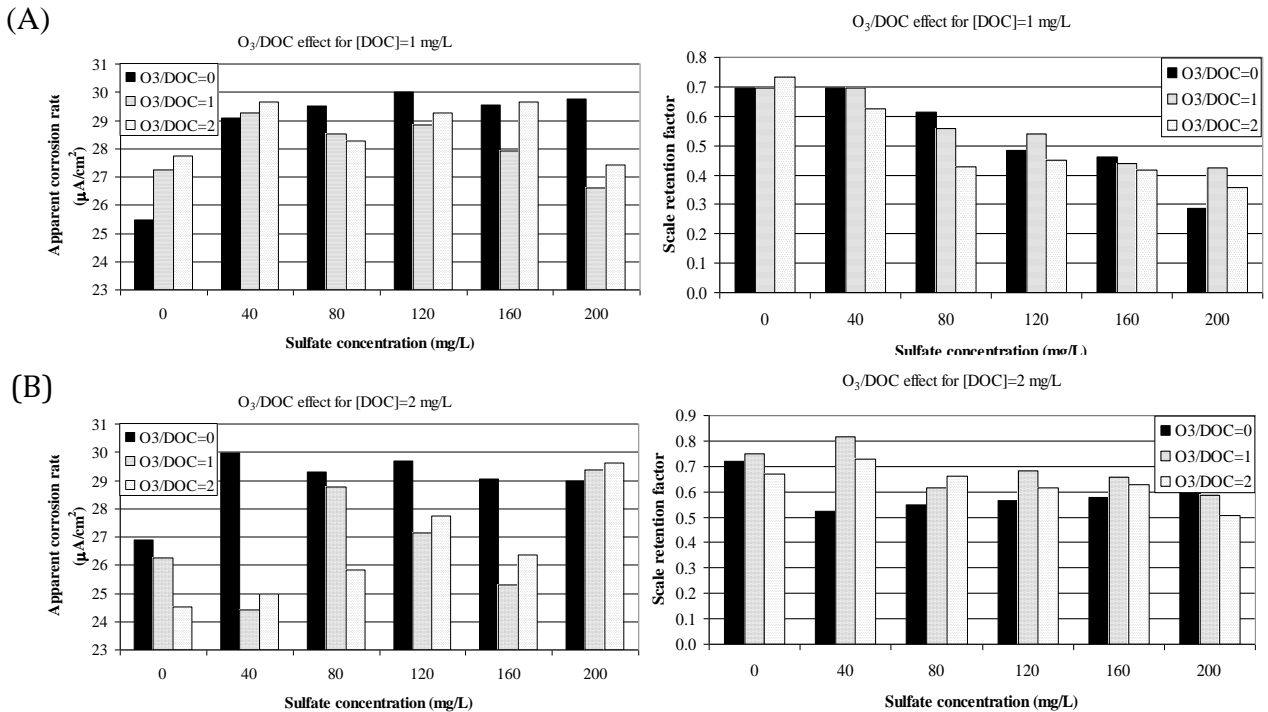 (A)
O3/DOC effect for [DOC]=1 mg/L
Apparent corrosion rate
(µA/cm²)
31
30
29
28
27
26
25
24
23
O3/DOC=0
O3/DOC=1
O3/DOC=2
0 40 80 120 160 200
Sulfate concentration (mg/L)
O3/DOC effect for [DOC]=1 mg/L
Scale retention factor
0.8
0.7
0.6
0.5
0.4
0.3
0.2
0.1
0.0
O3/DOC=0
O3/DOC=1
O3/DOC=2
0 40 80 120 160 200
Sulfate concentration (mg/L)
(B)
O3/DOC effect for [DOC]=2 mg/L
Apparent corrosion rate
(µA/cm²)
31
30
29
28
27
26
25
24
23
O3/DOC=0
O3/DOC=1
O3/DOC=2
0 40 80 120 160 200
Sulfate concentration (mg/L)
O3/DOC effect for [DOC]=2 mg/L
Scale retention factor
0.9
0.8
0.7
0.6
0.5
0.4
0.3
0.2
0.1
0.0
O3/DOC=0
O3/DOC=1
O3/DOC=2
0 40 80 120 160 200
Sulfate concentration (mg/L)